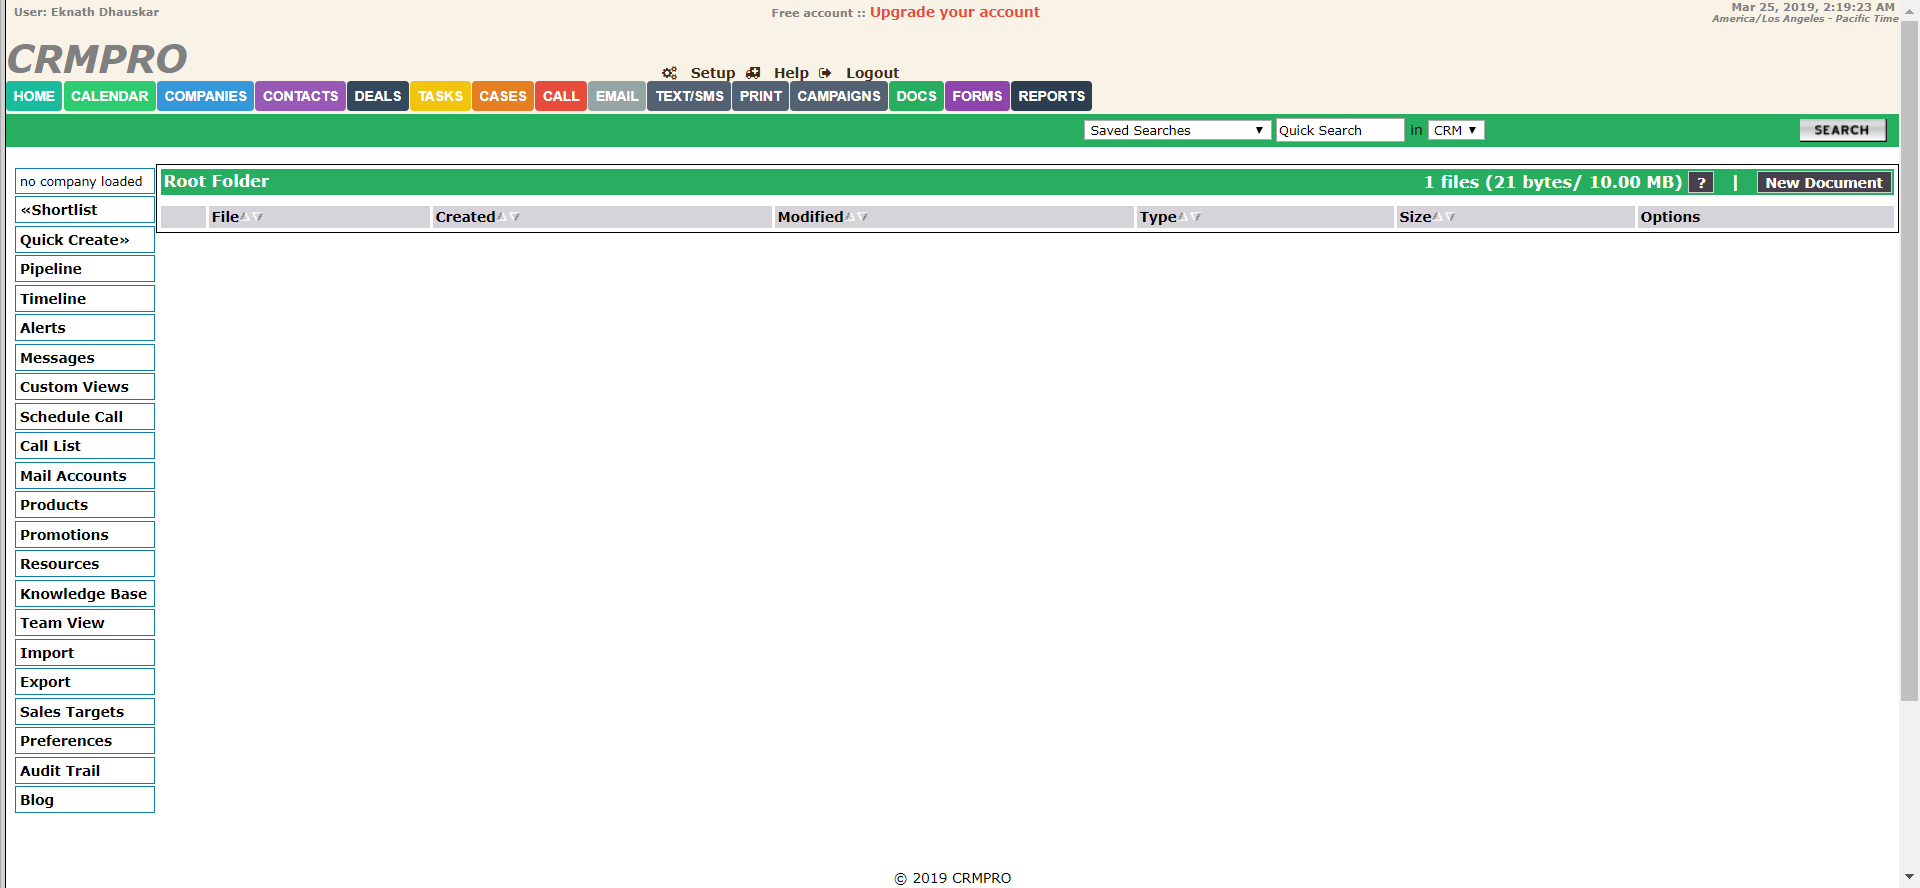 User: Eknath Dhauskar
Free account :: Upgrade your account
Mar 25, 2019, 2:19:23 AM
America/Los Angeles - Pacific Time
CRMPRO
Setup Help Logout
HOME CALENDAR COMPANIES CONTACTS DEALS TASKS CASES CALL EMAIL TEXT/SMS PRINT CAMPAIGNS DOCS FORMS REPORTS
Saved Searches Quick Search in CRM SEARCH
no company loaded
«Shortlist
Quick Create»
Pipeline
Timeline
Alerts
Messages
Custom Views
Schedule Call
Call List
Mail Accounts
Products
Promotions
Resources
Knowledge Base
Team View
Import
Export
Sales Targets
Preferences
Audit Trail
Blog
Root Folder 1 files (21 bytes/ 10.00 MB) ? | New Document
File Created Modified Type Size Options
© 2019 CRMPRO